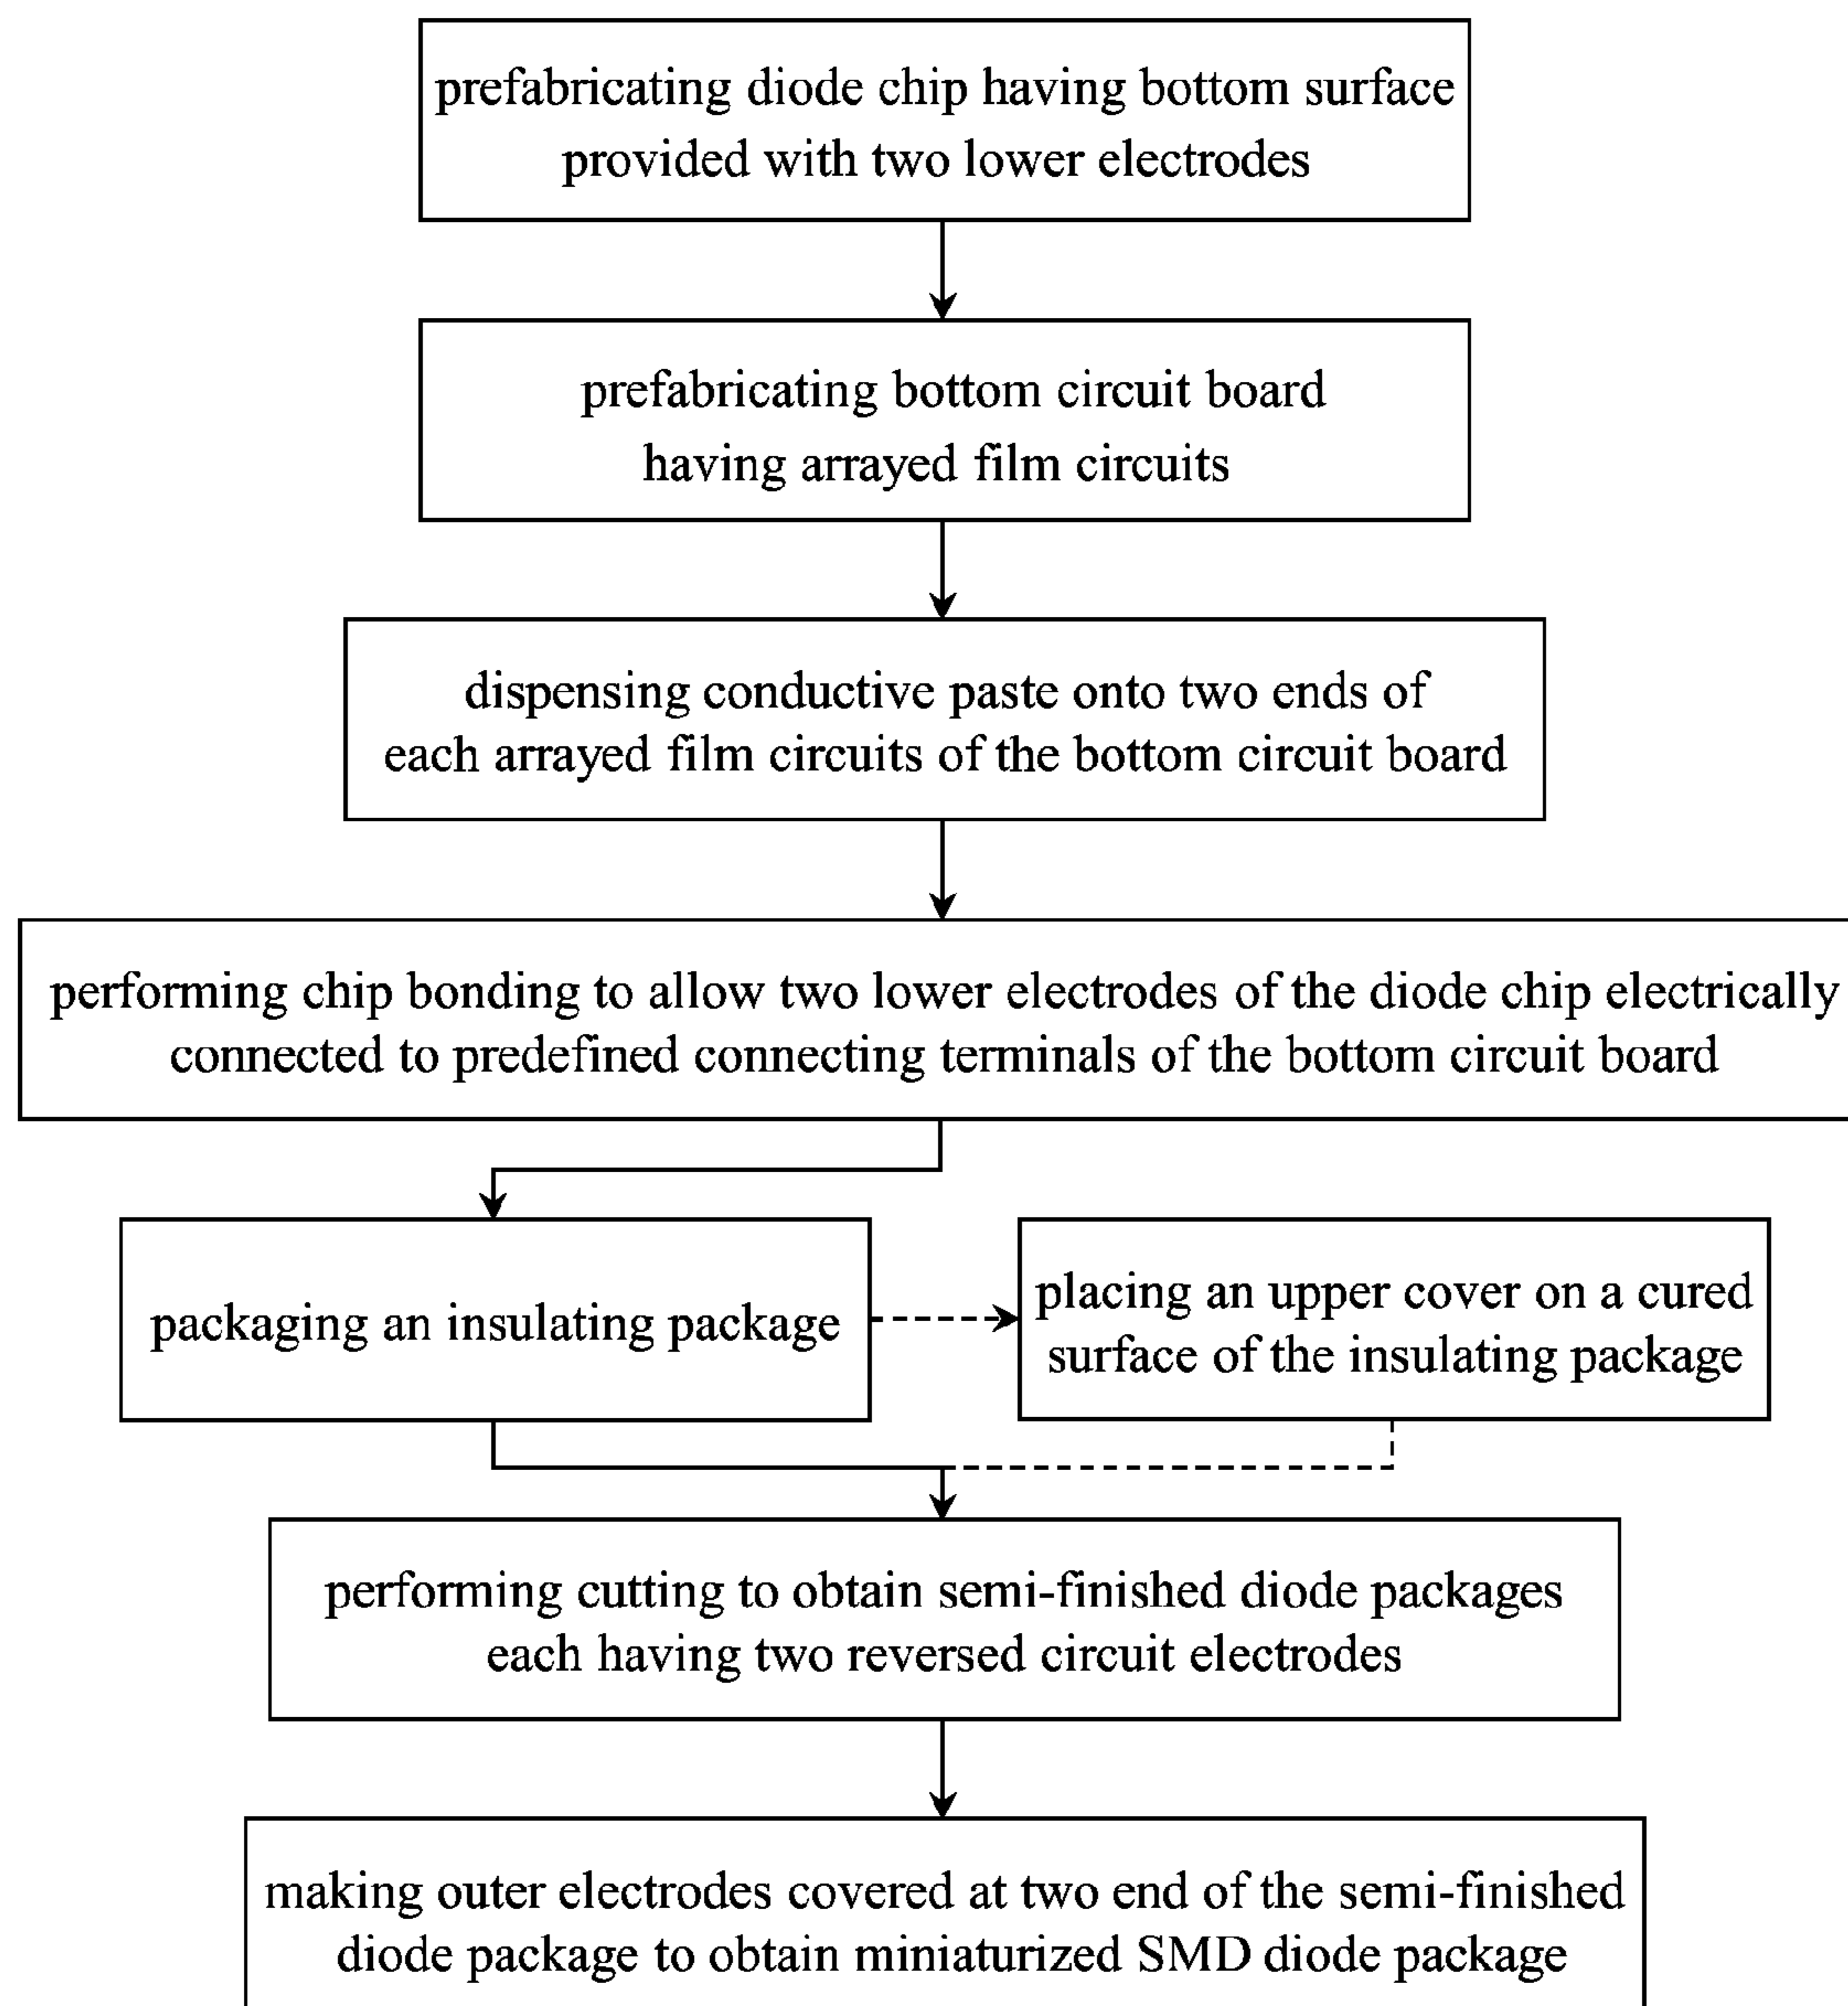 prefabricating diode chip having bottom surface
provided with two lower electrodes
prefabricating bottom circuit board
having arrayed film circuits
dispensing conductive paste onto two ends of
each arrayed film circuits of the bottom circuit board
performing chip bonding to allow two lower electrodes of the diode chip electrically
connected to predefined connecting terminals of the bottom circuit board
packaging an insulating package
placing an upper cover on a cured
surface of the insulating package
performing cutting to obtain semi-finished diode packages
each having two reversed circuit electrodes
making outer electrodes covered at two end of the semi-finished
diode package to obtain miniaturized SMD diode package